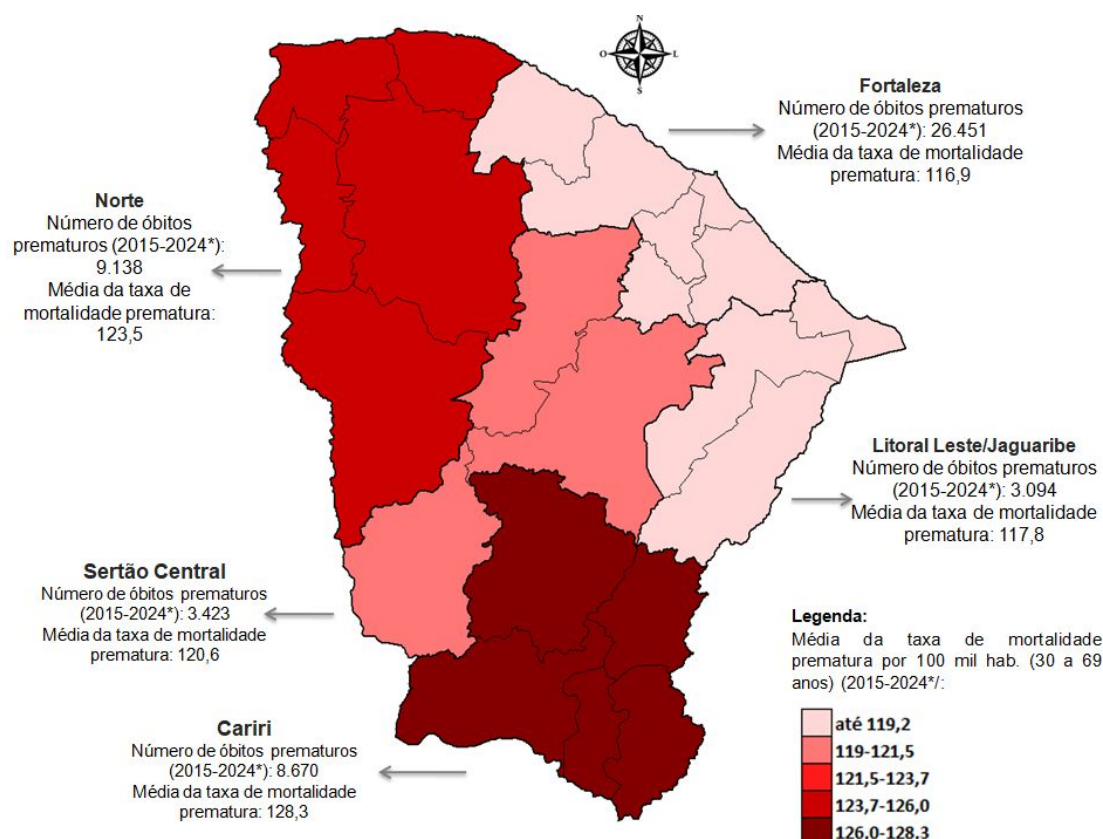 N
O
L
S
Fortaleza
Número de óbitos prematuros
(2015-2024*): 26.451
Média da taxa de mortalidade
prematura: 116,9
Norte
Número de óbitos
prematuros (2015-2024*):
9.138
Média da taxa de
mortalidade prematura:
123,5
Litoral Leste/Jaguaribe
Número de óbitos prematuros
(2015-2024*): 3.094
Média da taxa de mortalidade
prematura: 117,8
Sertão Central
Número de óbitos prematuros
(2015-2024*): 3.423
Média da taxa de mortalidade
prematura: 120,6
Cariri
Número de óbitos prematuros
(2015-2024*): 8.670
Média da taxa de mortalidade
prematura: 128,3
Legenda:
Média da taxa de mortalidade
prematura por 100 mil hab. (30 a 69
anos) (2015-2024*/:
até 119,2
119-121,5
121,5-123,7
123,7-126,0
126,0-128,3